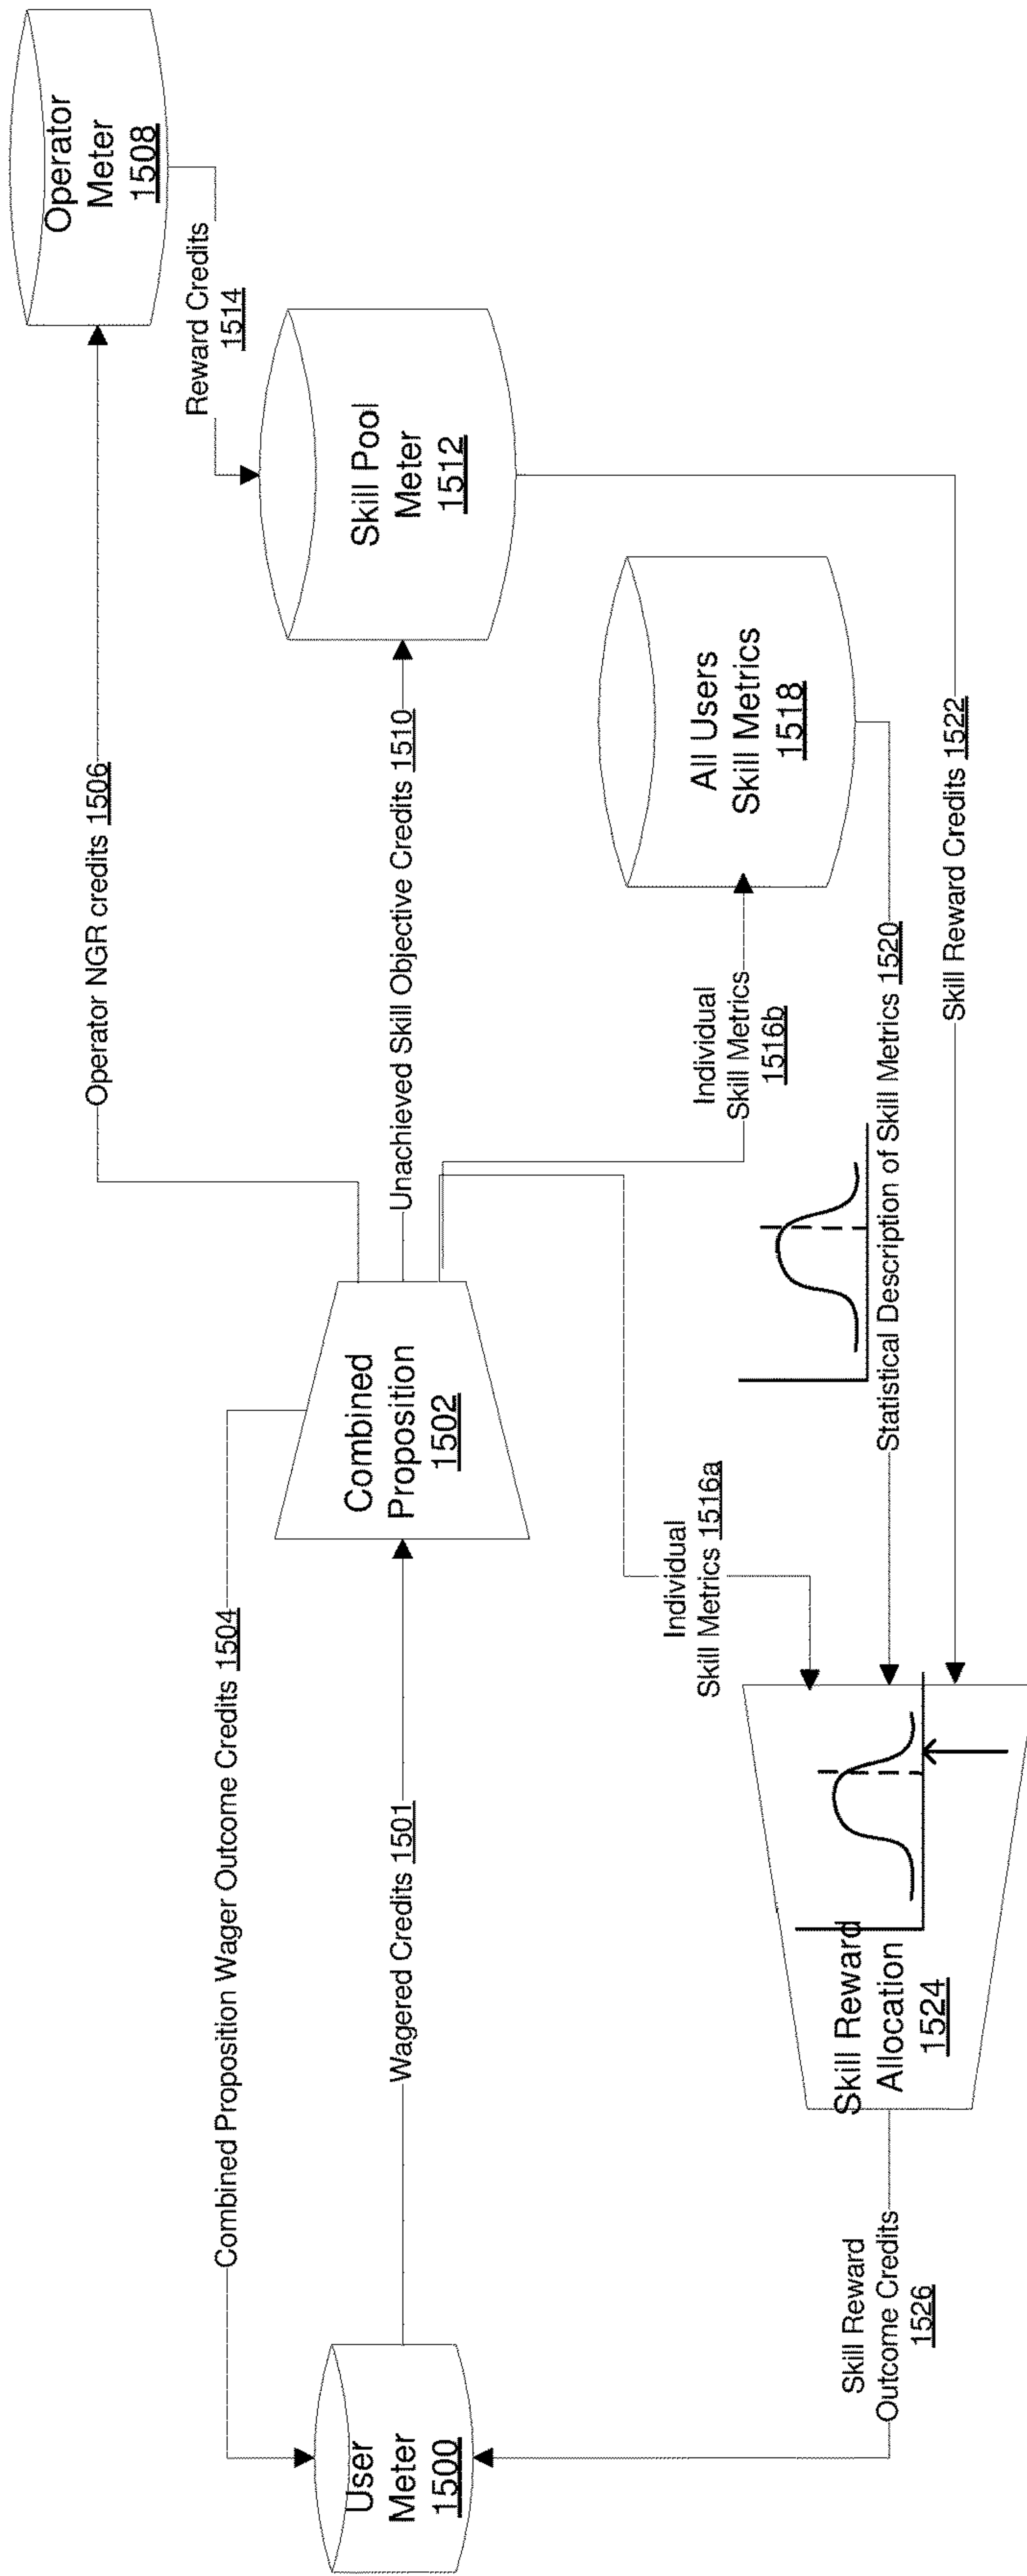 Operator
Meter
1508
Operator NGR credits 1506
Reward Credits
1514
Skill Pool
Meter
1512
Unachieved Skill Objective Credits 1510
All Users
Skill Metrics
1518
Individual
Skill Metrics
1516b
Statistical Description of Skill Metrics 1520
Skill Reward Credits 1522
Combined
Proposition
1502
Combined Proposition Wager Outcome Credits 1504
Wagered Credits 1501
Individual
Skill Metrics 1516a
Skill Reward
Allocation
1524
Skill Reward
Outcome Credits
1526
User
Meter
1500